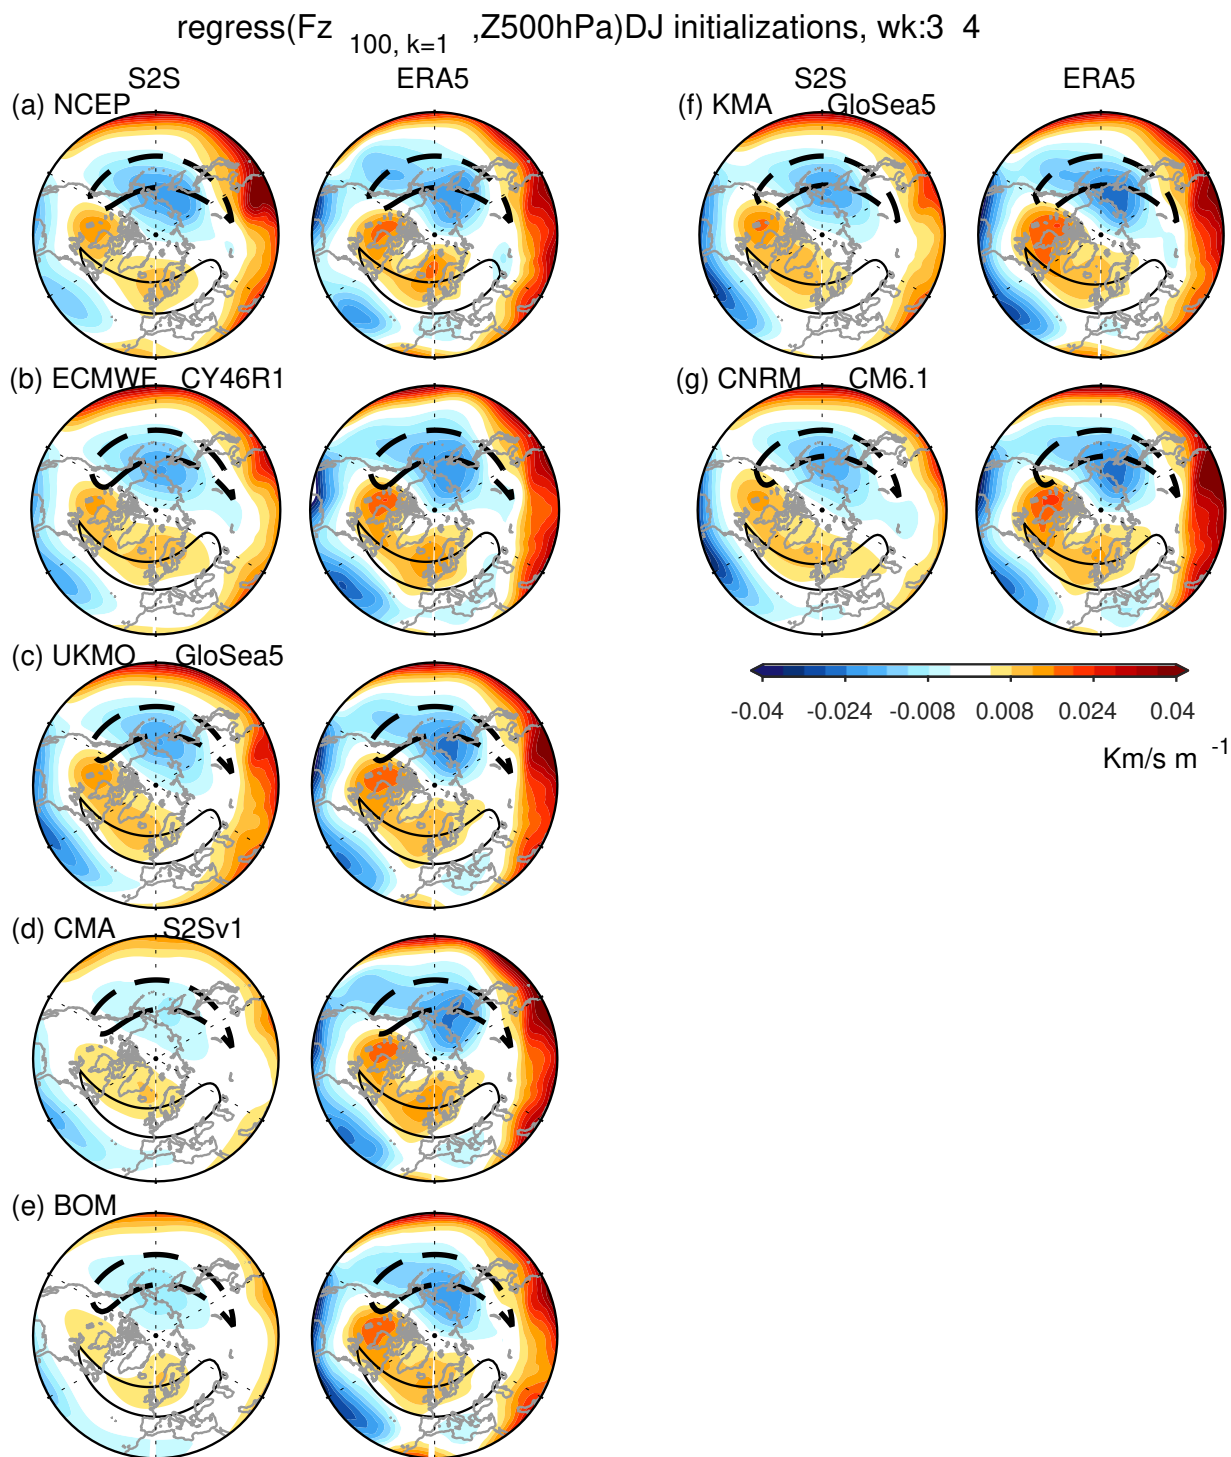 regress(Fz 100, k=1 ,Z500hPa)DJ initializations, wk:3 4
S2S ERA5 S2S ERA5
(a) NCEP (f) KMA GloSea5
(b) ECMWF CY46R1 (g) CNRM CM6.1
(c) UKMO GloSea5
-0.04 -0.024 -0.008 0.008 0.024 0.04
Km/s m -1
(d) CMA S2Sv1
(e) BOM